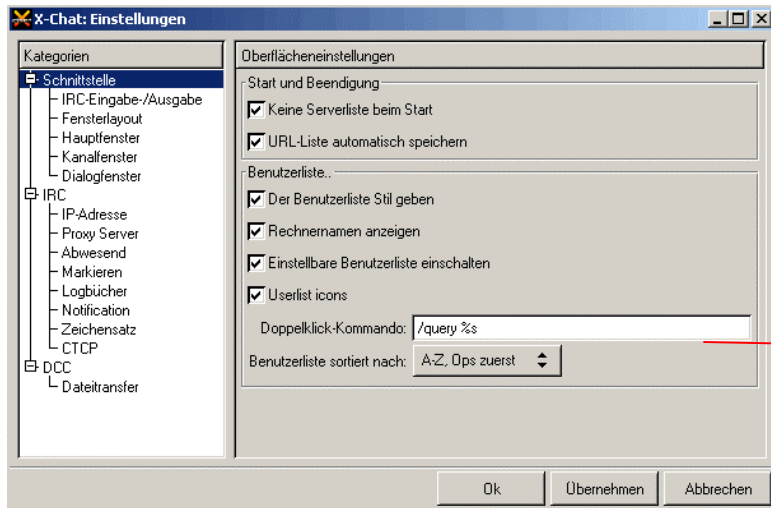 X-Chat: Einstellungen
Kategorien
Schnittstelle
IRC-Eingabe-/Ausgabe
Fensterlayout
Hauptfenster
Kanalfenster
Dialogfenster
IRC
IP-Adresse
Proxy Server
Abwesend
Markieren
Logbücher
Notification
Zeichensatz
CTCP
DCC
Dateitransfer
Oberflächeneinstellungen
Start und Beendigung
Keine Serverliste beim Start
URL-Liste automatisch speichern
Benutzerliste..
Der Benutzerliste Stil geben
Rechnernamen anzeigen
Einstellbare Benutzerliste einschalten
Userlist icons
Doppelklick-Kommando: /query %s
Benutzerliste sortiert nach: A-Z, Ops zuerst
Ok Übernehmen Abbrechen